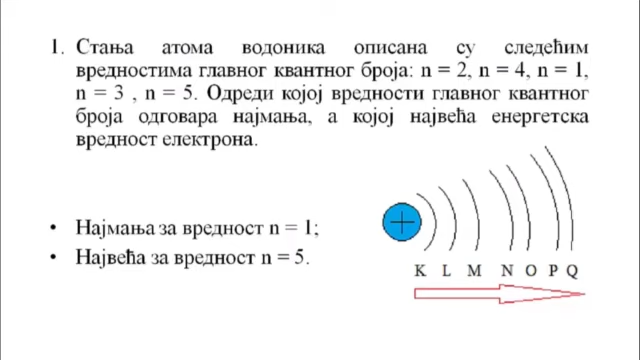 1. Стања атома водоника описана су следећим
вредностима главног квантног броја: n = 2, n = 4, n = 1,
n = 3 , n = 5. Одреди којој вредности главног квантног
броја одговара најмања, а којој највећа енергетска
вредност електрона.
• Најмања за вредност n = 1;
• Највећа за вредност n = 5.
K L M N O P Q